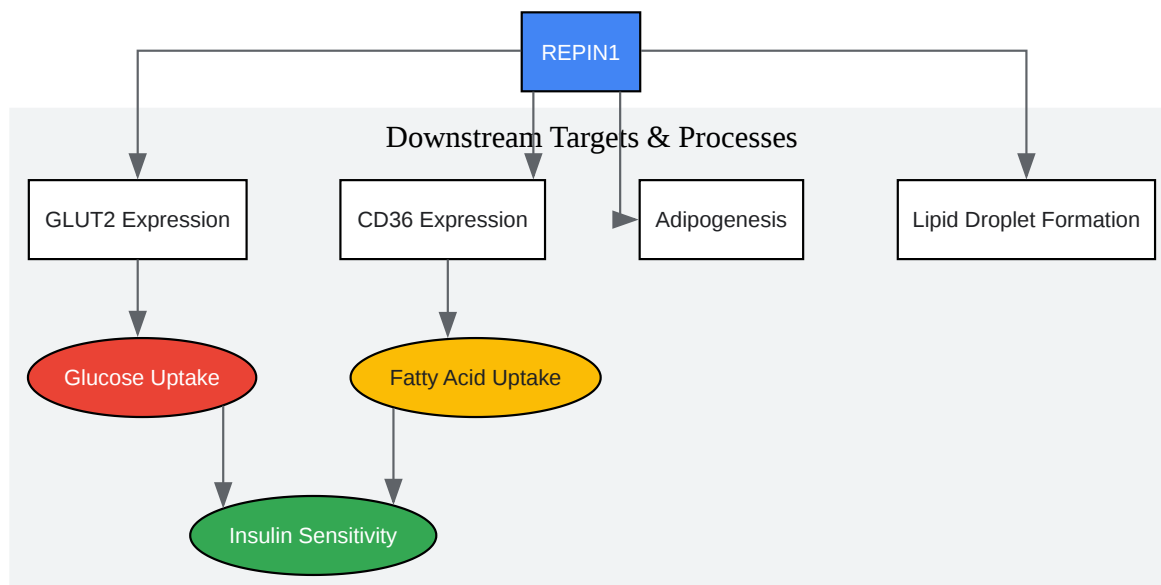 REPIN1
Downstream Targets & Processes
GLUT2 Expression
CD36 Expression
Adipogenesis
Lipid Droplet Formation
Glucose Uptake
Fatty Acid Uptake
Insulin Sensitivity